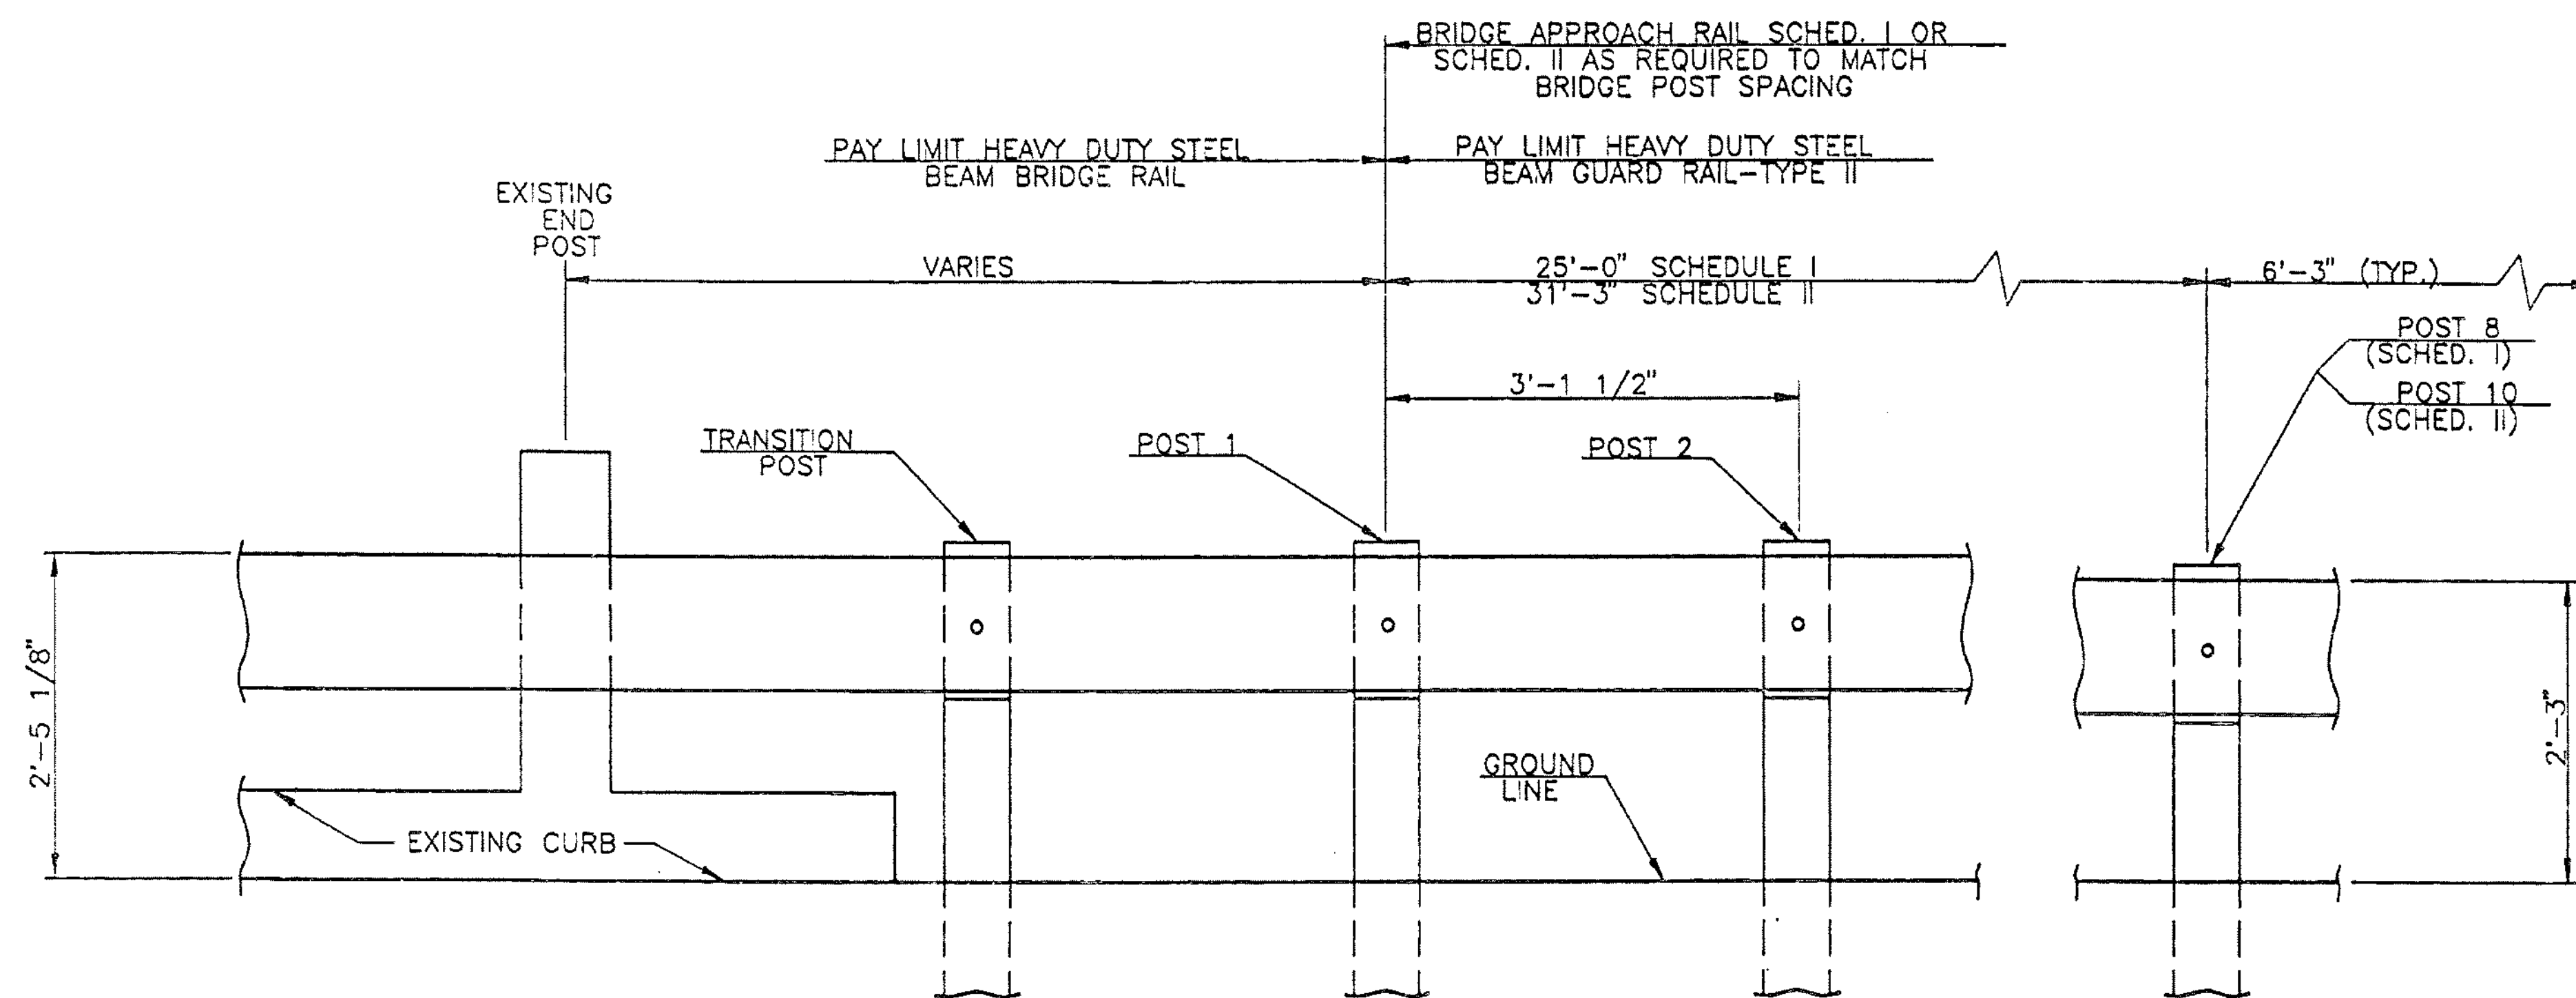 BRIDGE APPROACH RAIL SCHED. I OR
SCHED. II AS REQUIRED TO MATCH
BRIDGE POST SPACING
PAY LIMIT HEAVY DUTY STEEL
BEAM BRIDGE RAIL
PAY LIMIT HEAVY DUTY STEEL
BEAM GUARD RAIL-TYPE II
EXISTING
END
POST
VARIES
25'-0" SCHEDULE I
31'-3" SCHEDULE II
6'-3" (TYP.)
POST 8
(SCHED. I)
POST 10
(SCHED. II)
3'-1 1/2"
TRANSITION
POST
POST 1
POST 2
2'-5 1/8"
2'-3"
GROUND
LINE
EXISTING CURB